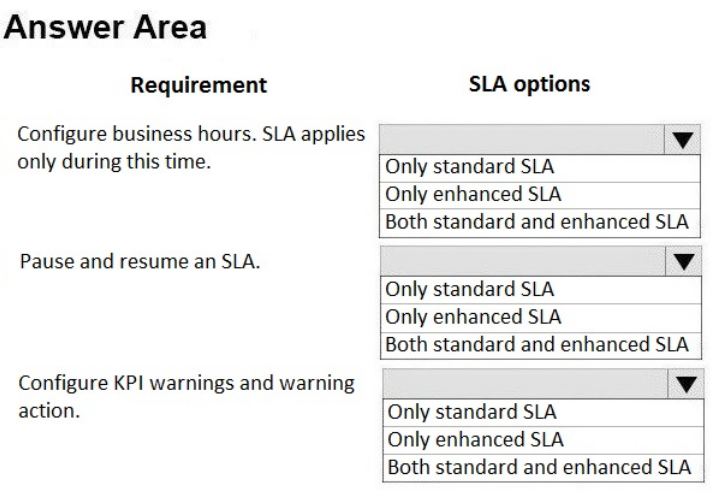 Answer Area
Requirement
SLA options
Configure business hours. SLA applies
only during this time.
Only standard SLA
Only enhanced SLA
Both standard and enhanced SLA
Pause and resume an SLA.
Only standard SLA
Only enhanced SLA
Both standard and enhanced SLA
Configure KPI warnings and warning
action.
Only standard SLA
Only enhanced SLA
Both standard and enhanced SLA